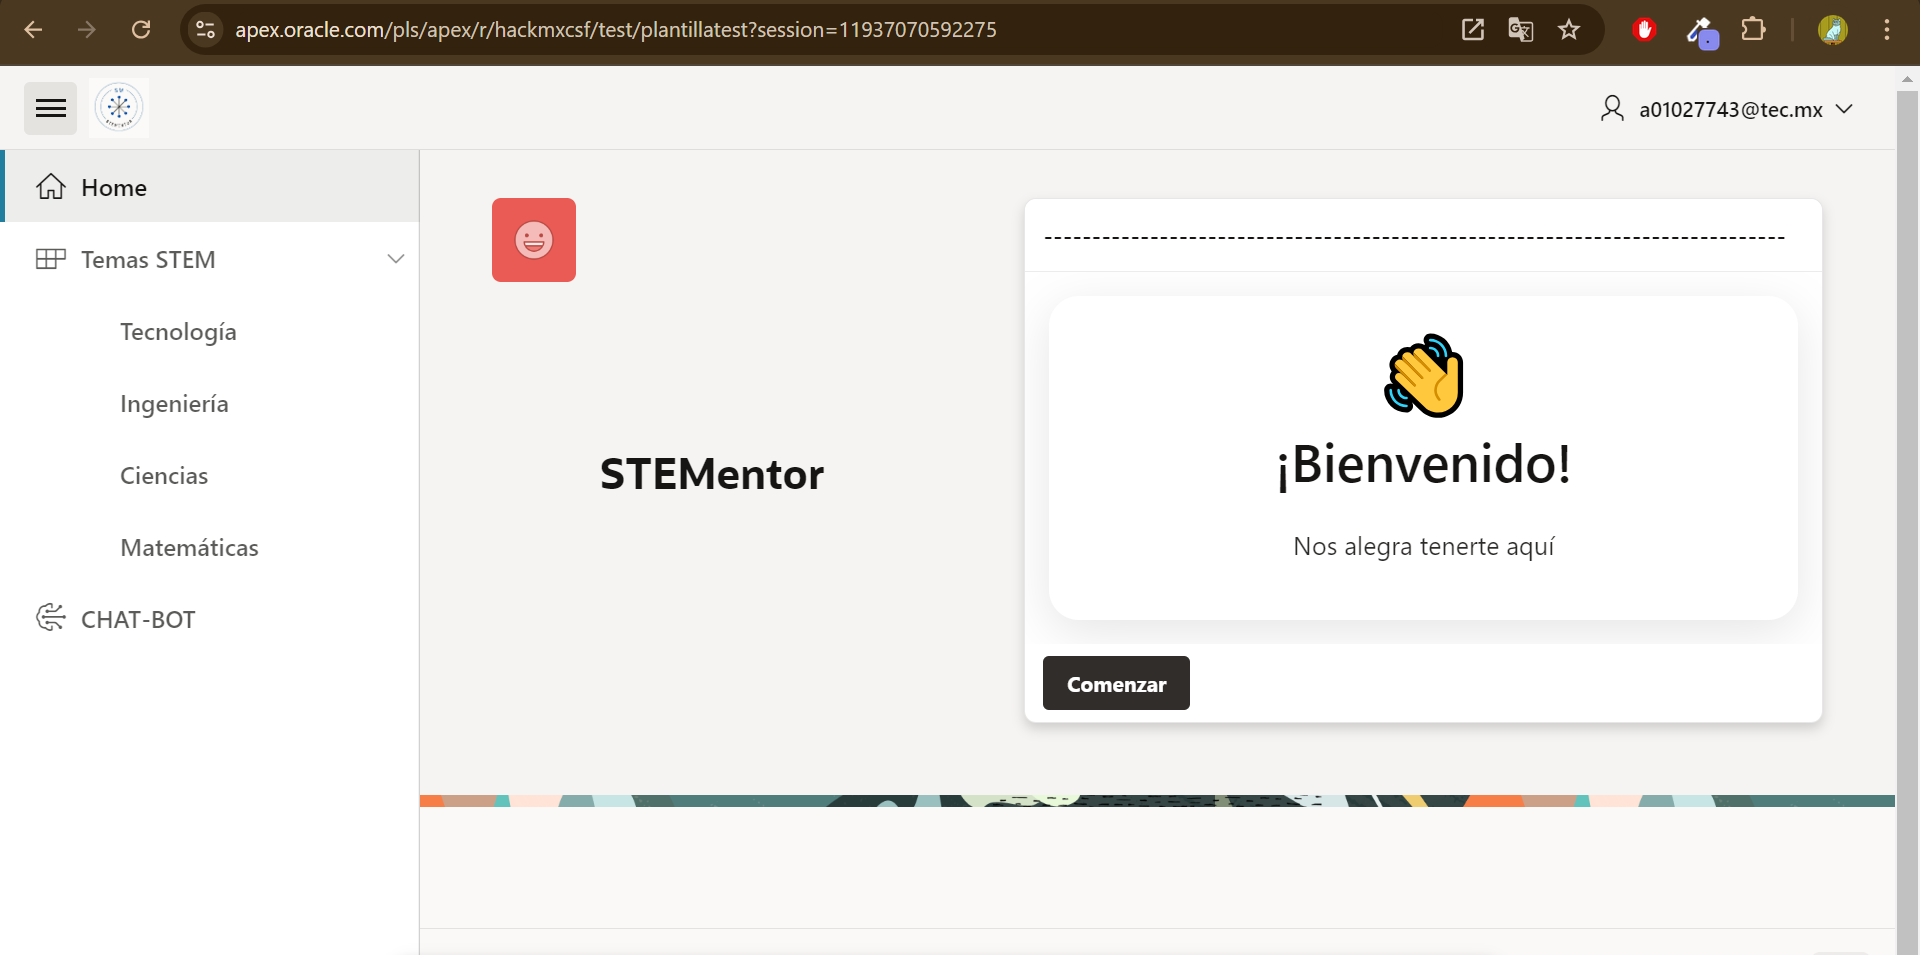 apex.oracle.com/pls/apex/r/hackmxcsf/test/plantillatest?session=11937070592275
a01027743@tec.mx
Home
Temas STEM
Tecnología
Ingeniería
Ciencias
Matemáticas
CHAT-BOT
STEMentor
¡Bienvenido!
Nos alegra tenerte aquí
Comenzar